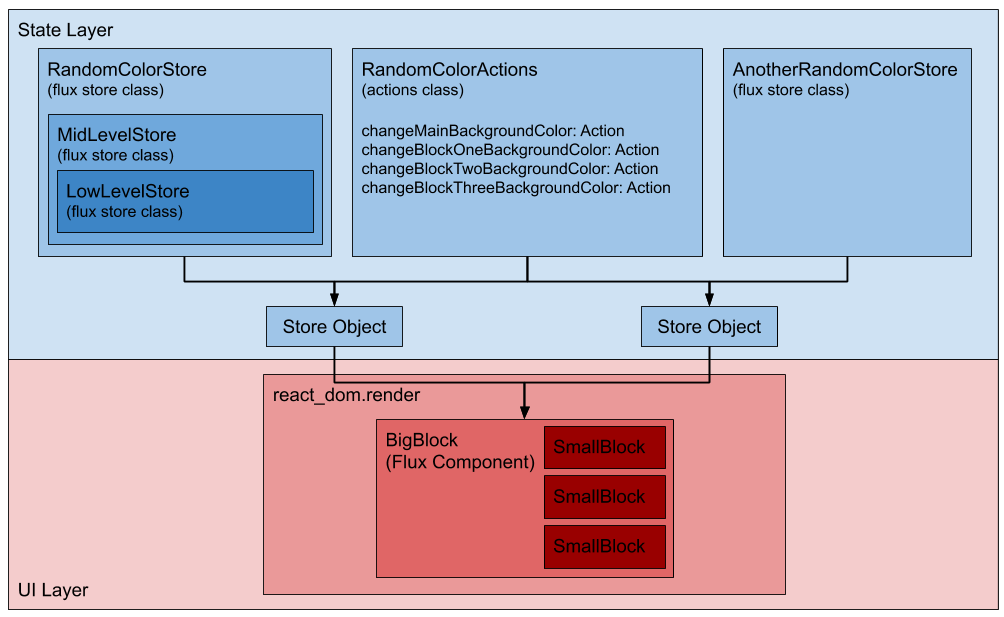 State Layer
RandomColorStore
(flux store class)
MidLevelStore
(flux store class)
LowLevelStore
(flux store class)
RandomColorActions
(actions class)
changeMainBackgroundColor: Action
changeBlockOneBackgroundColor: Action
changeBlockTwoBackgroundColor: Action
changeBlockThreeBackgroundColor: Action
AnotherRandomColorStore
(flux store class)
Store Object
Store Object
react_dom.render
BigBlock
(Flux Component)
SmallBlock
SmallBlock
SmallBlock
UI Layer